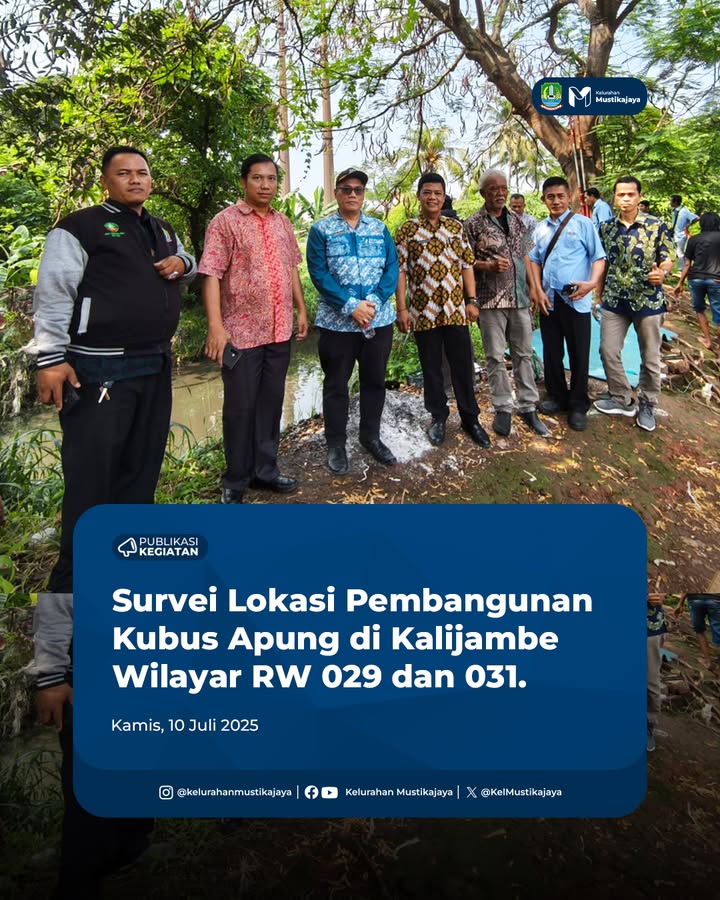 Kelurahan
Mustikajaya
PUBLIKASI
KEGIATAN
Survei Lokasi Pembangunan
Kubus Apung di Kalijambe
Wilayar RW 029 dan 031.
Kamis, 10 Juli 2025
@kelurahanmustikajaya | Kelurahan Mustikajaya | @KelMustikajaya